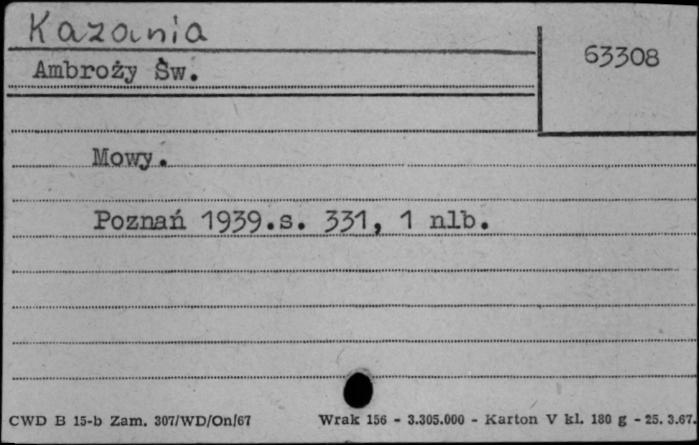 Kazania
63308
Ambroży Św.
Mowy.
Poznań 1939.s. 331, 1 nlb.
CWD B 15-b Zam. 307/WD/On/67 Wrak 156 - 3.305.000 - Karton V kl. 180 g - 25.3.67.